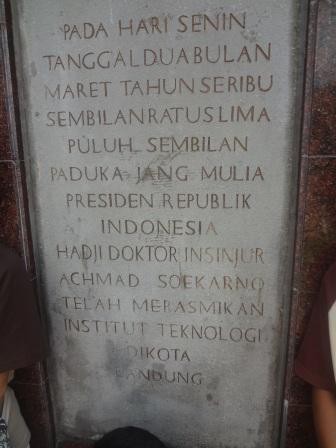 PADA HARI SENIN
TANGGAL DUA BULAN
MARET TAHUN SERIBU
SEMBILAN RATUS LIMA
PULUH SEMBILAN
PADUKA JANG MULIA
PRESIDEN REPUBLIK
INDONESIA
HADJI DOKTOR INSINJUR
ACHMAD SOEKARNO
TELAH MERASMIKAN
INSTITUT TEKNOLOGI
DIKOTA
BANDUNG